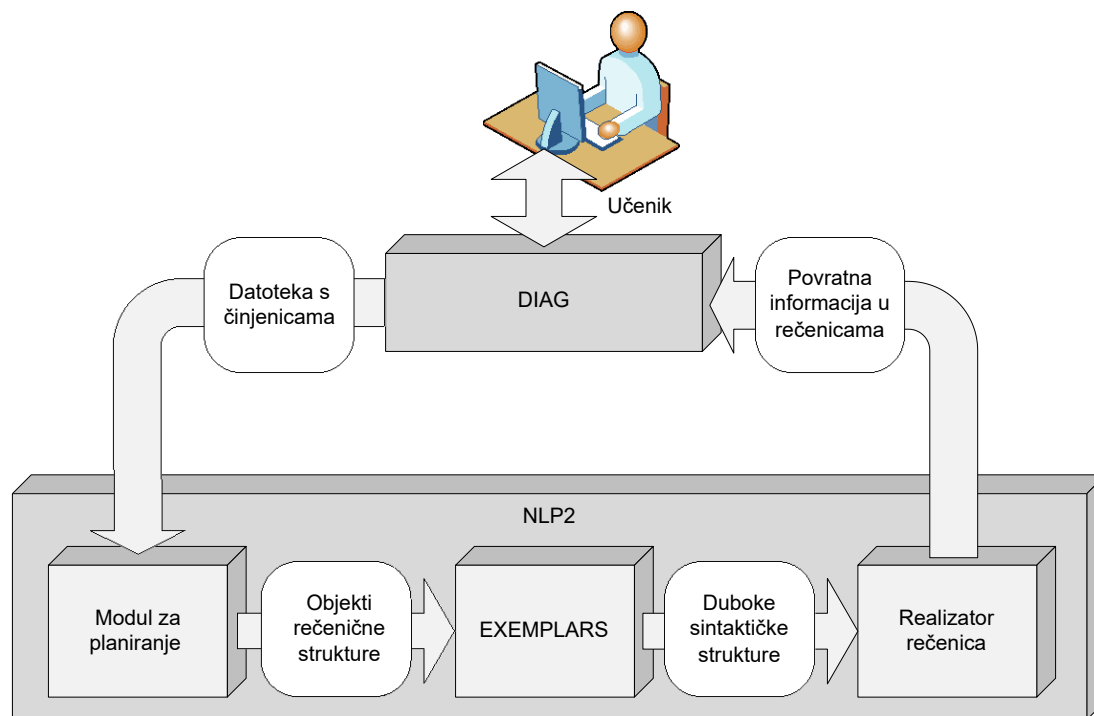 Učenik
Datoteka s
činjenicama
DIAG
Povratna
informacija u
rečenicama
NLP2
Modul za
planiranje
Objekti
rečenične
strukture
EXEMPLARS
Duboke
sintaktičke
strukture
Realizator
rečenica